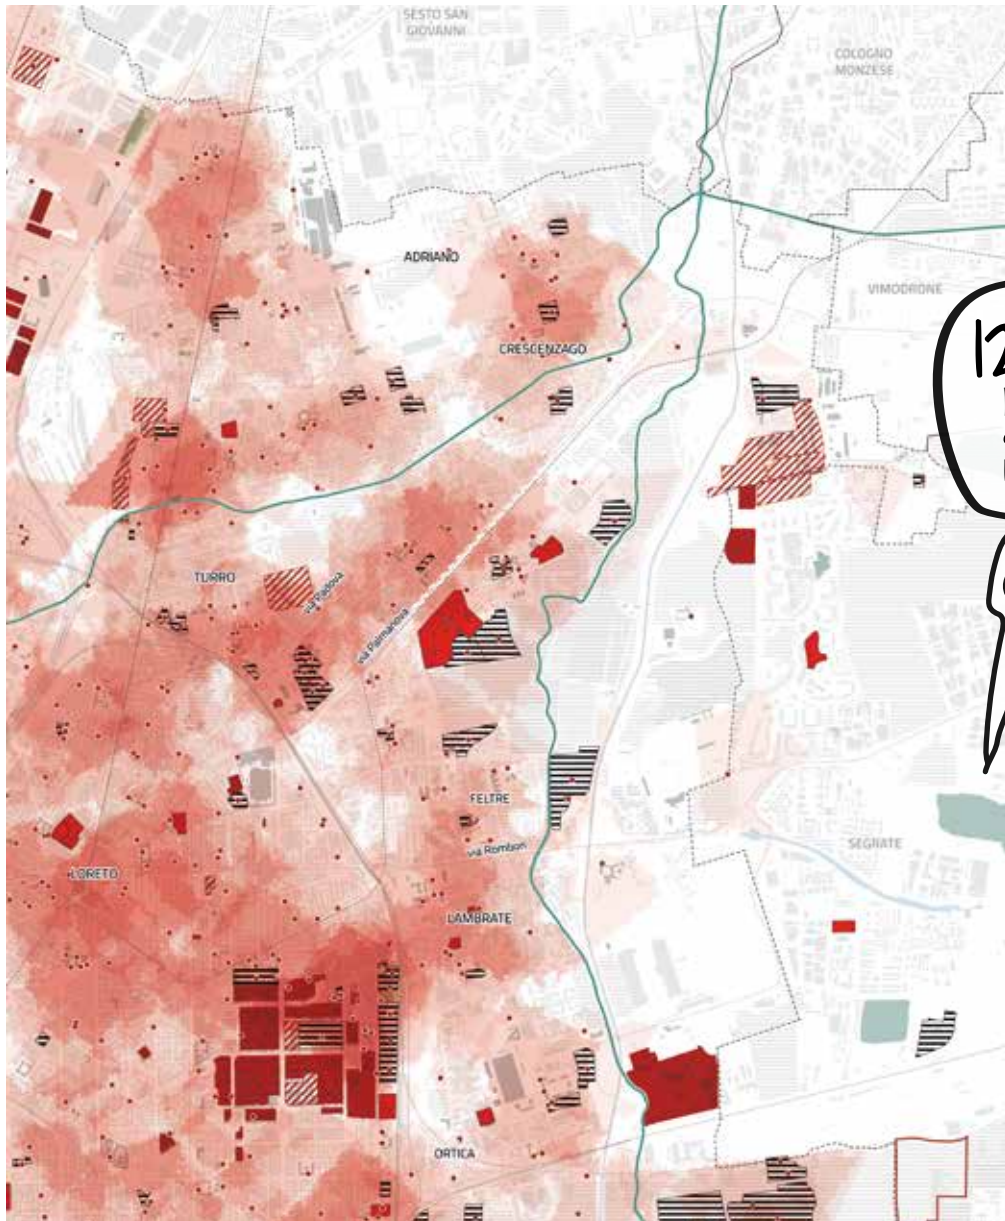 SESTO SAN
GIOVANNI
COLOGNO
MONZESE
ADRIANO
VIMODRONE
12
CRESCENZAGO
TURRO
via Padova
via Palmanova
FELTRE
SEGRATE
via Rombon
LORETO
LAMBRATE
ORTICA